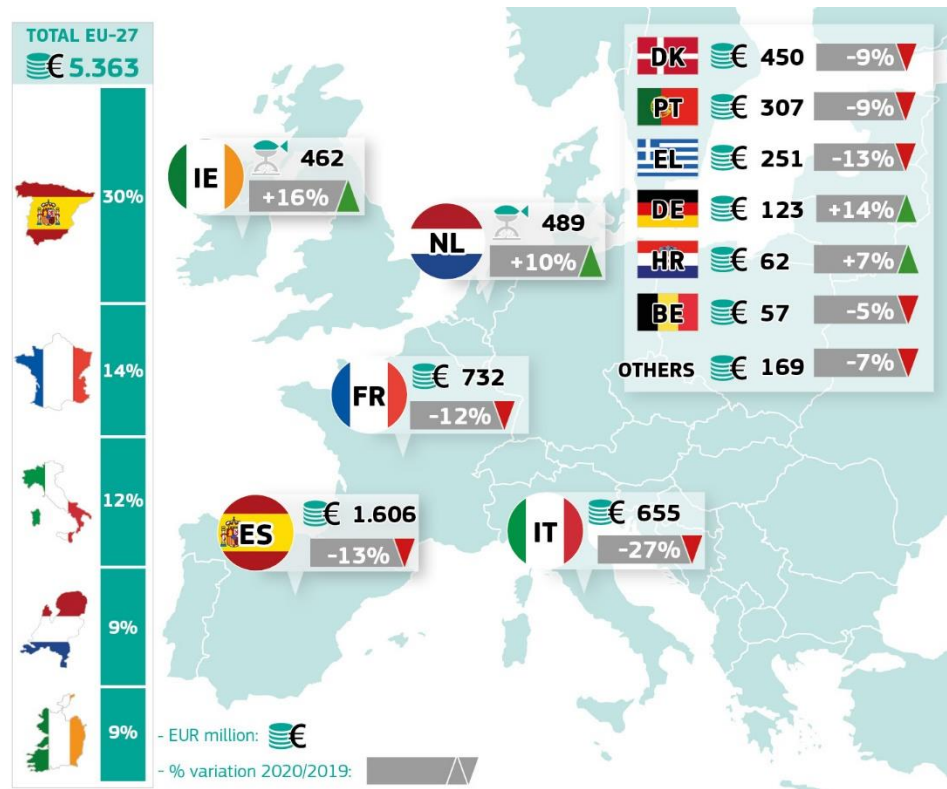 TOTAL EU-27
€ 5.363
30%
14%
12%
9%
9%
IE
462
+16%
NL
489
+10%
FR
€ 732
-12%
ES
€ 1.606
-13%
IT
€ 655
-27%
DK € 450 -9%
PT € 307 -9%
EL € 251 -13%
DE € 123 +14%
HR € 62 +7%
BE € 57 -5%
OTHERS € 169 -7%
- EUR million: €
- % variation 2020/2019: